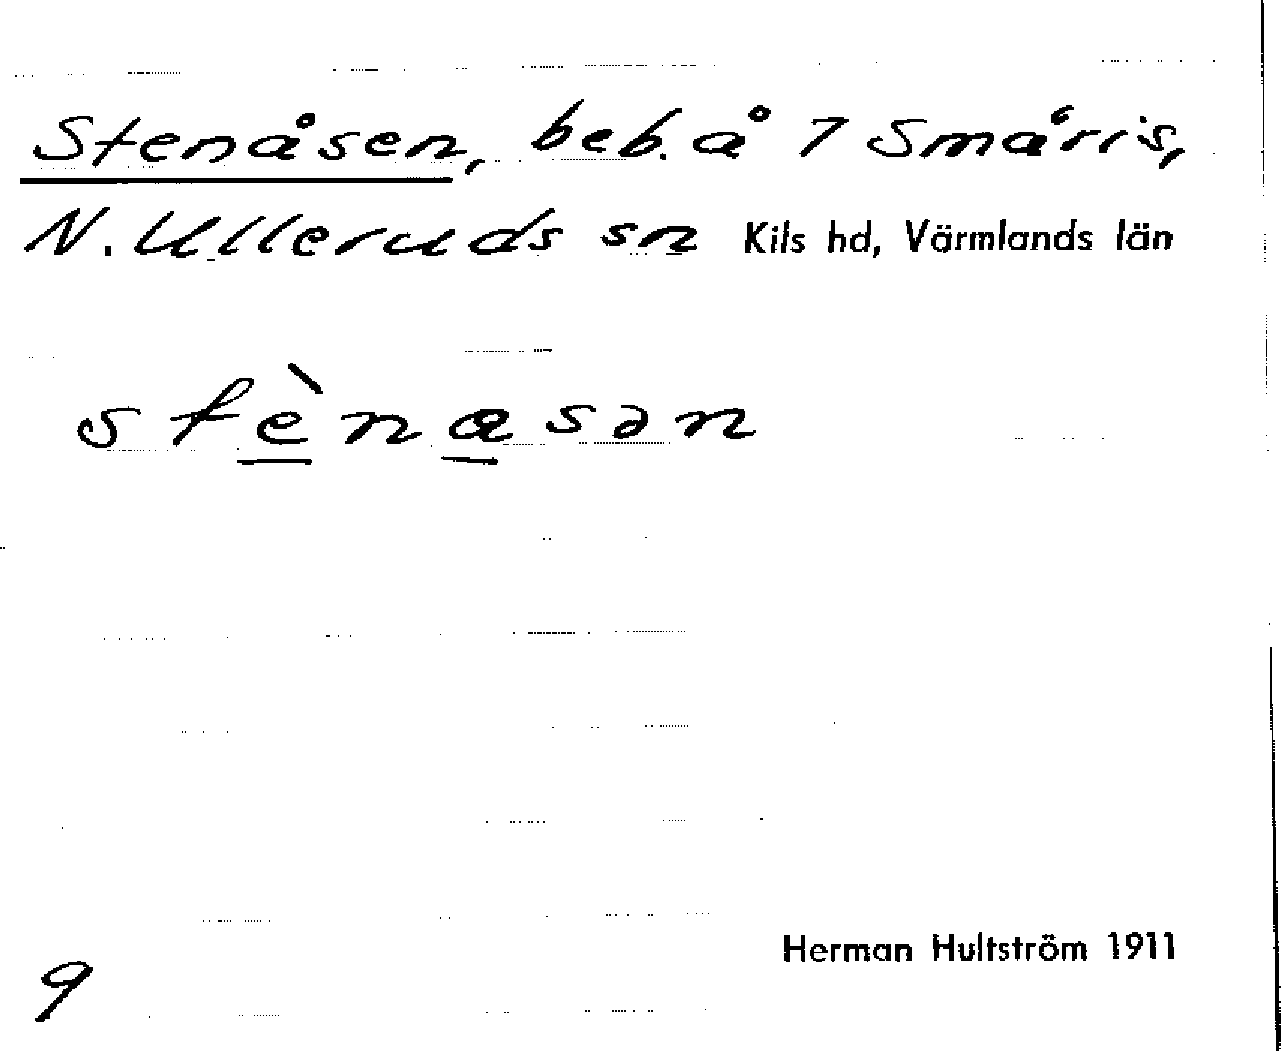 Stenåsen, beb. å 7 Småris,
N. Ulleruds sn Kils hd, Värmlands län
stènasən
Herman Hultström 1911
9